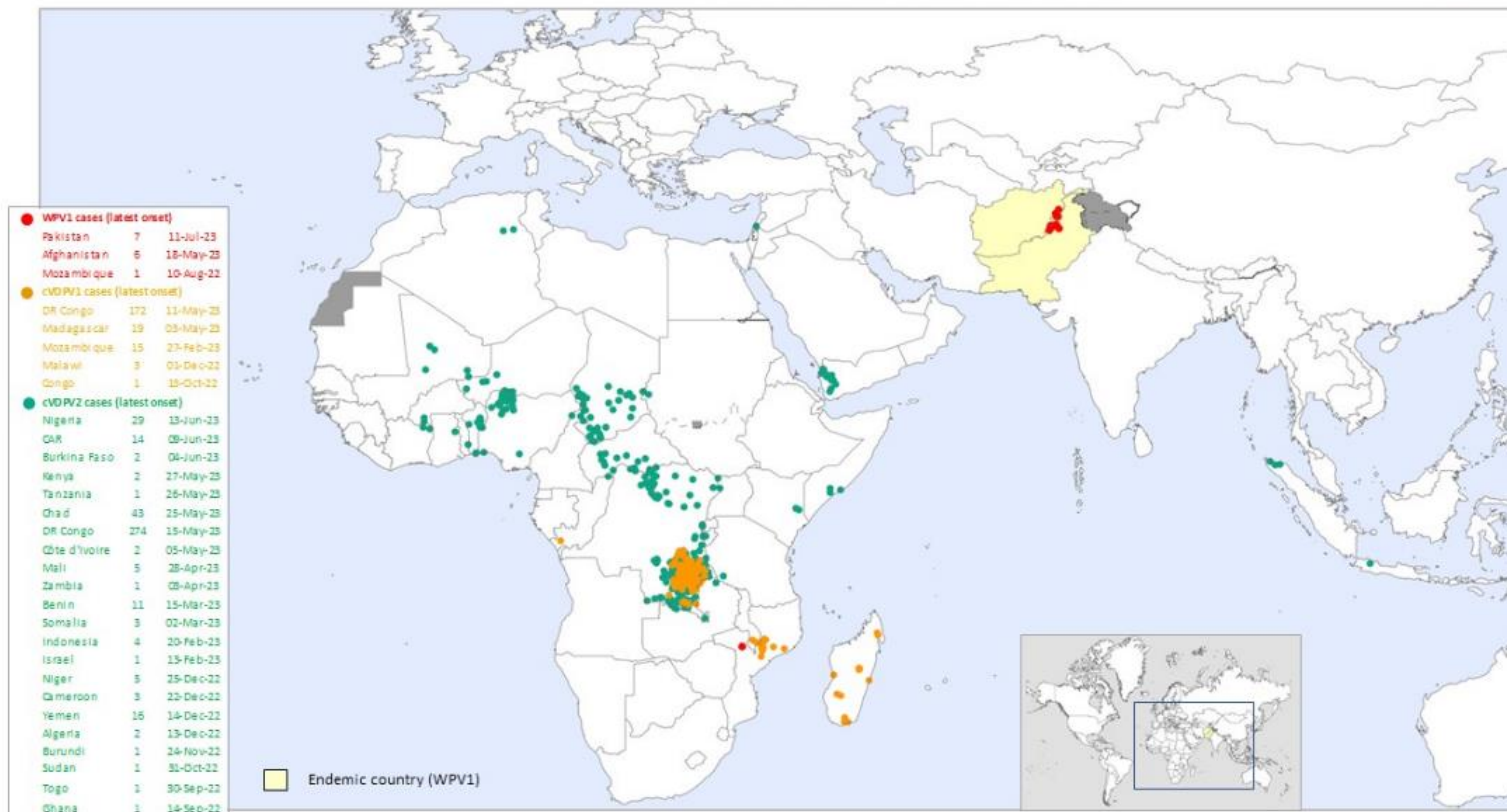 WPV1 cases (latest onset)
Pakistan 7 11-Jul-23
Afghanistan 6 18-May-23
Mozambique 1 10-Aug-22
cVDPV1 cases (latest onset)
DR Congo 172 11-May-23
Madagascar 19 03-May-23
Mozambique 15 27-Feb-23
Malawi 3 01-Dec-22
Congo 1 Oct-22
cVDPV2 cases (latest onset)
Nigeria 29 13-Jun-23
CAR 14 09-Jun-23
Burkina Faso 2 04-Jun-23
Kenya 2 27-May-23
Tanzania 1 26-May-23
Chad 43 25-May-23
DR Congo 274 15-May-23
Côte d'Ivoire 2 05-May-23
Mali 5 28-Apr-23
Zambia 1 Apr-23
Benin 11 15-Mar-23
Somalia 3 02-Mar-23
Indonesia 4 20-Feb-23
Israel 1 Feb-23
Niger 5 25-Dec-22
Cameroon 3 22-Dec-22
Yemen 16 14-Dec-22
Algeria 2 13-Dec-22
Burundi 1 24-Nov-22
Sudan 1 31-Oct-22
Togo 1 30-Sep-22
Ghana 1 14-Sep-22
Endemic country (WPV1)